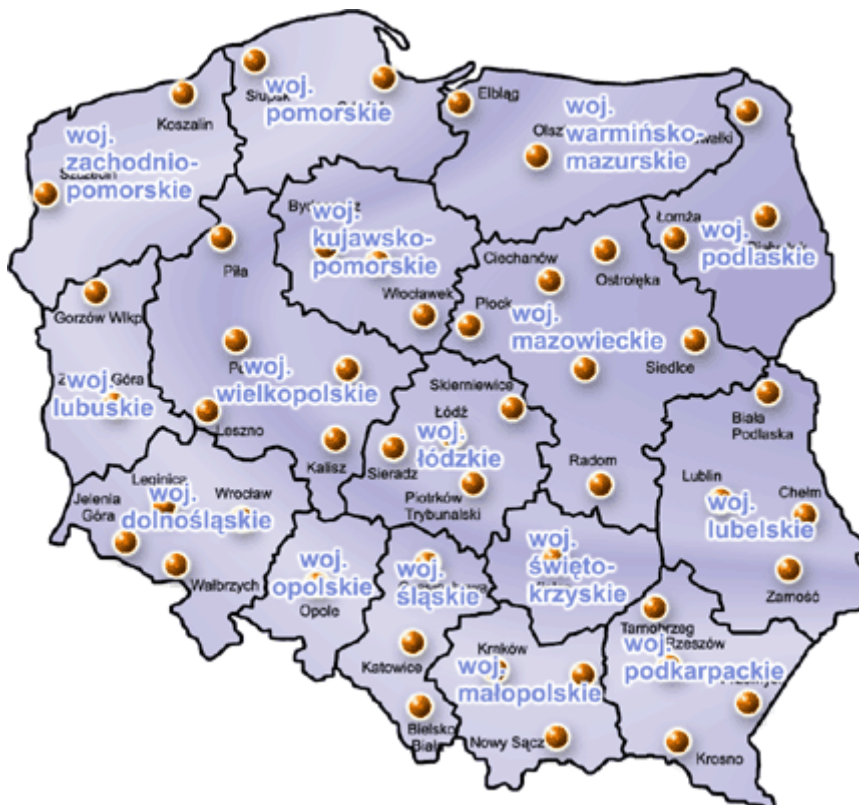 Słupsk
woj.
pomorskie
Koszalin
woj.
zachodnio-
pomorskie
Elbląg
woj.
warmińsko-
mazurskie
Łomża
woj.
podlaskie
woj.
kujawsko-
pomorskie
Włocławek
Piła
Gorzów Wlkp
Ciechanów
Ostrołęka
Płock
woj.
mazowieckie
Siedlce
Góra
woj.
lubuskie
woj.
wielkopolskie
Leszno
Kalisz
Skierniewice
Łódź
woj.
łódzkie
Sieradz
Piotrków
Trybunalski
Radom
Biała
Podlaska
Lublin
Chełm
woj.
lubelskie
Zamość
Legnica
Wrocław
Jelenia
Góra
woj.
dolnośląskie
Wałbrzych
woj.
opolskie
Opole
woj.
śląskie
Katowice
Bielsko
Biała
woj.
święto-
krzyskie
Kraków
woj.
małopolskie
Nowy Sącz
Tarnobrzeg
Rzeszów
woj.
podkarpackie
Krosno